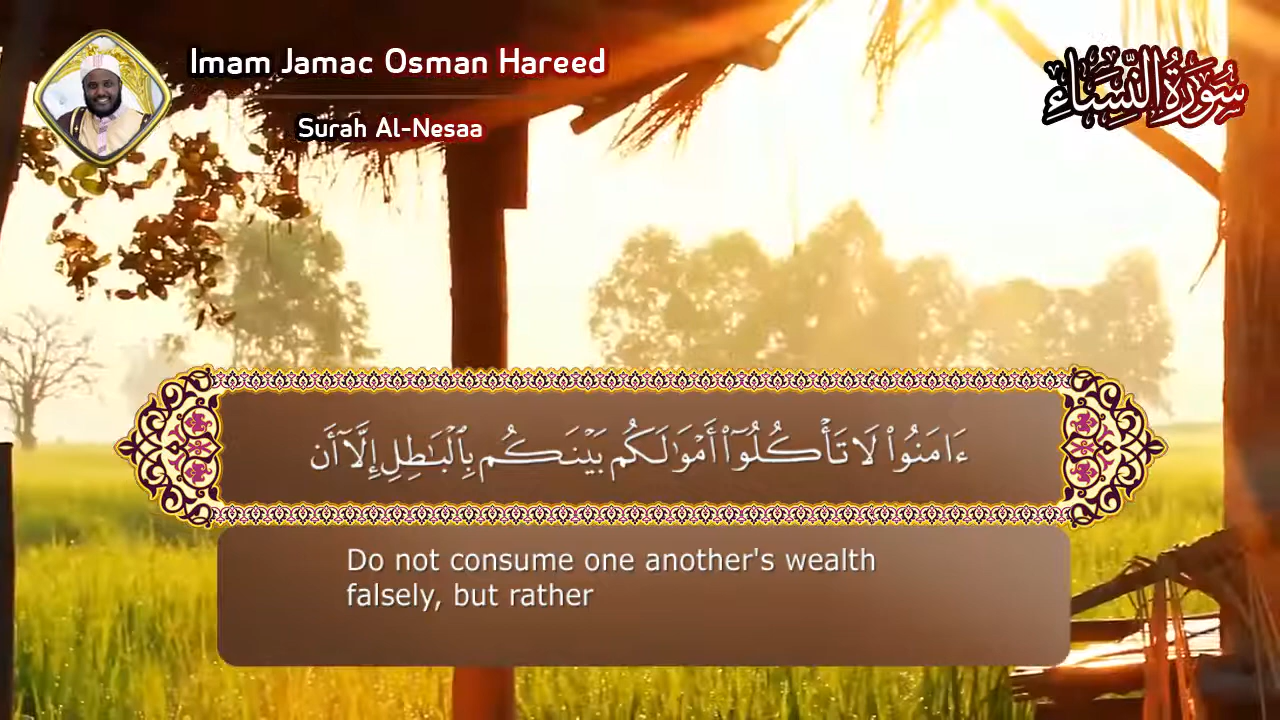 Imam Jamac Osman Hareed
Surah Al-Nesaa
سُورَةُ النِّسَاءِ
ءَامَنُوا۟ لَا تَأْكُلُوٓا۟ أَمْوَٰلَكُم بَيْنَكُم بِٱلْبَٰطِلِ إِلَّآ أَن
Do not consume one another's wealth
falsely, but rather